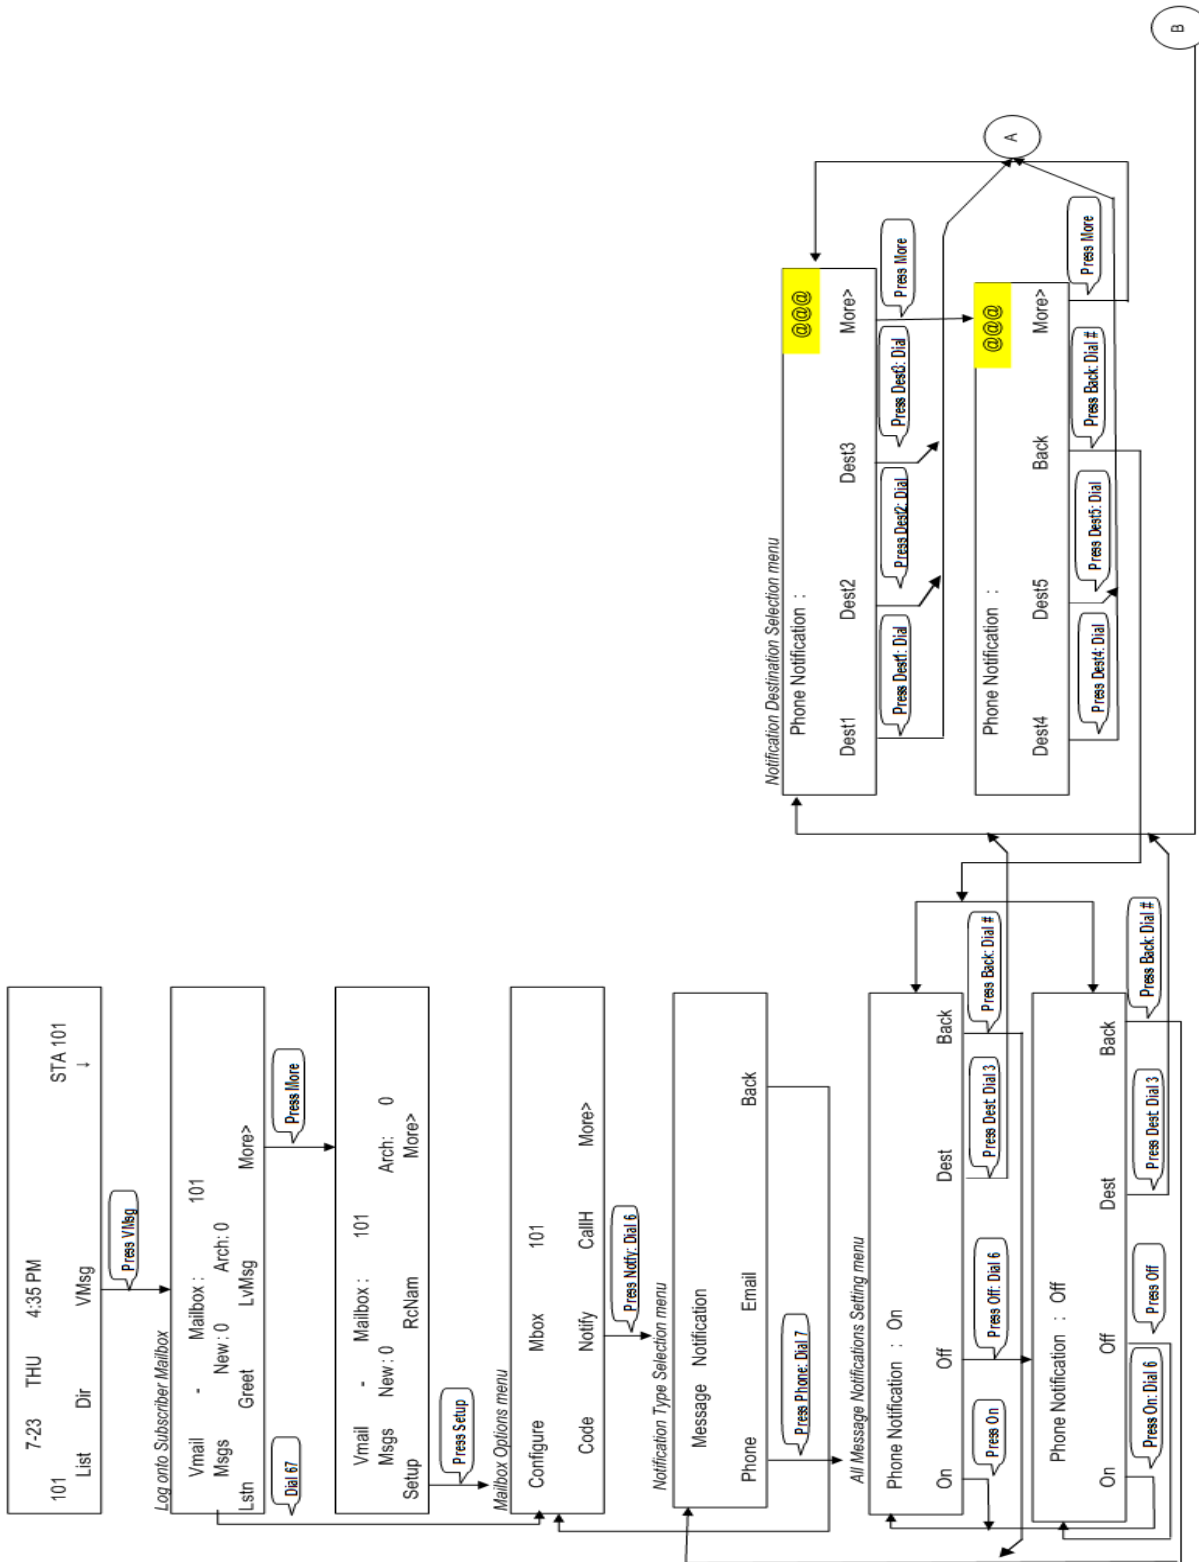 7-23 THU 4:35 PM
101 STA 101
List Dir VMsg ↓
Press VMsg
Log onto Subscriber Mailbox
Vmail - Mailbox : 101
Msgs New : 0 Arch: 0
Lstn Greet LvMsg More>
Dial 67
Press More
Vmail - Mailbox : 101
Msgs New : 0 Arch: 0
Setup RcNam More>
Press Setup
Mailbox Options menu
Configure Mbox 101
Code Notify CallH More>
Press Notfy: Dial 6
Notification Type Selection menu
Message Notification
Phone Email Back
Press Phone: Dial 7
All Message Notifications Setting menu
Phone Notification : On
On Off Dest Back
Press On
Press Off: Dial 6
Press Dest: Dial 3
Press Back: Dial #
Phone Notification : Off
On Off Dest Back
Press On: Dial 6
Press Off
Press Dest: Dial 3
Press Back: Dial #
Notification Destination Selection menu
Phone Notification : @@@
Dest1 Dest2 Dest3 More>
Press Dest1: Dial
Press Dest2: Dial
Press Dest3: Dial
Press More
Phone Notification : @@@
Dest4 Dest5 Back More>
Press Dest4: Dial
Press Dest5: Dial
Press Back: Dial #
Press More
A
B